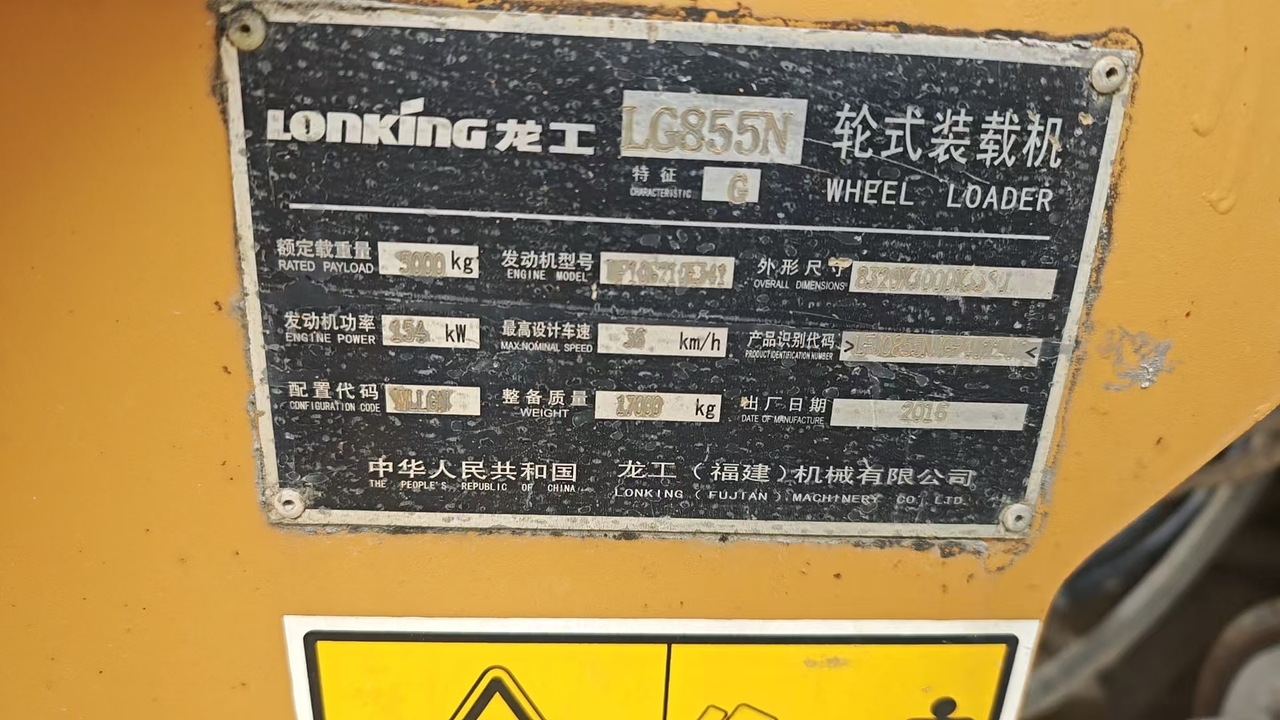 LONKING 龙工 LG855N 轮式装载机
特征 G
CHARACTERISTIC
WHEEL LOADER
额定载重量 5000 kg 发动机型号 外形尺寸
RATED PAYLOAD ENGINE MODEL OVERALL DIMENSIONS
发动机功率 kW 最高设计车速 km/h 产品识别代码 > <
ENGINE POWER MAX.NOMINAL SPEED PRODUCT IDENTIFICATION NUMBER
配置代码 整备质量 kg 出厂日期 2016
CONFIGURATION CODE WEIGHT DATE OF MANUFACTURE
中华人民共和国 龙工(福建)机械有限公司
THE PEOPLE'S REPUBLIC OF CHINA LONKING (FUJIAN) MACHINERY CO.,LTD.